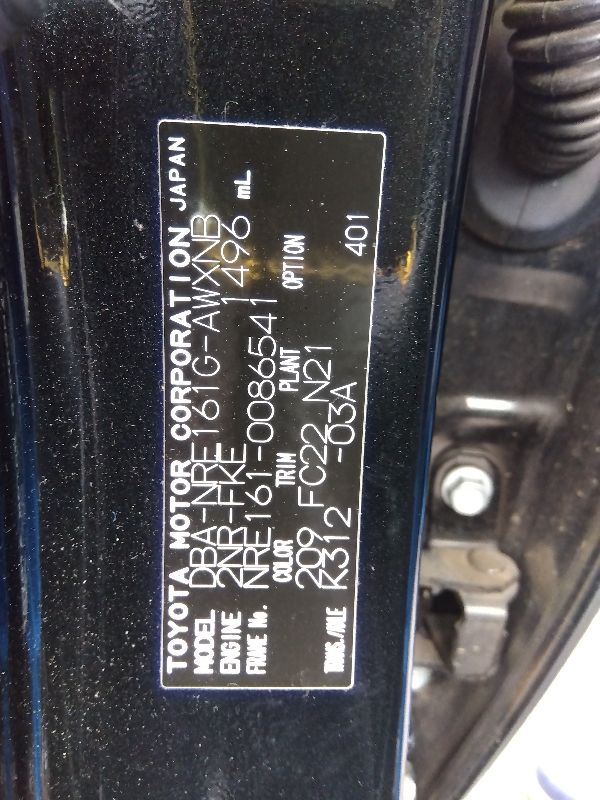 TOYOTA MOTOR CORPORATION JAPAN
MODEL DBA-NRE161G-AWXNB
ENGINE 2NR-FKE 1496 mL
FRAME No. NRE161-0086541
COLOR TRIM PLANT OPTION
209 FC22 N21
TRANS./AXLE K312 -03A 401